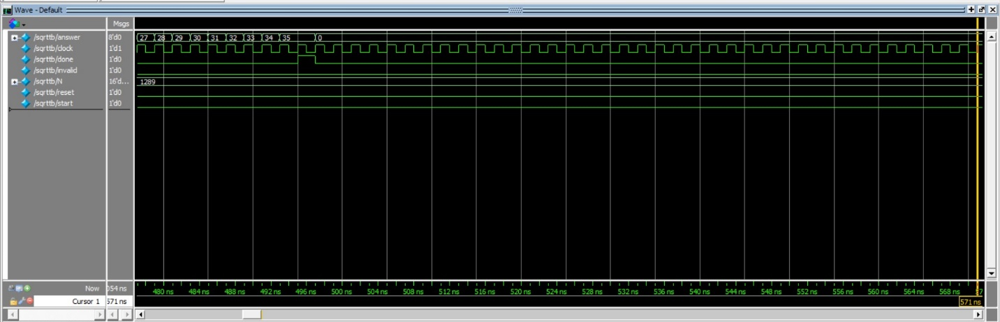 Wave - Default
Msgs
/sqrttb/answer 8'd0 27 28 29 30 31 32 33 34 35 0
/sqrttb/clock 1'd1
/sqrttb/done 1'd0
/sqrttb/invalid 1'd0
/sqrttb/N 16'd... 1289
/sqrttb/reset 1'd0
/sqrttb/start 1'd0
Now 054 ns 480 ns 484 ns 488 ns 492 ns 496 ns 500 ns 504 ns 508 ns 512 ns 516 ns 520 ns 524 ns 528 ns 532 ns 536 ns 540 ns 544 ns 548 ns 552 ns 556 ns 560 ns 564 ns 568 ns
Cursor 1 571 ns 571 ns